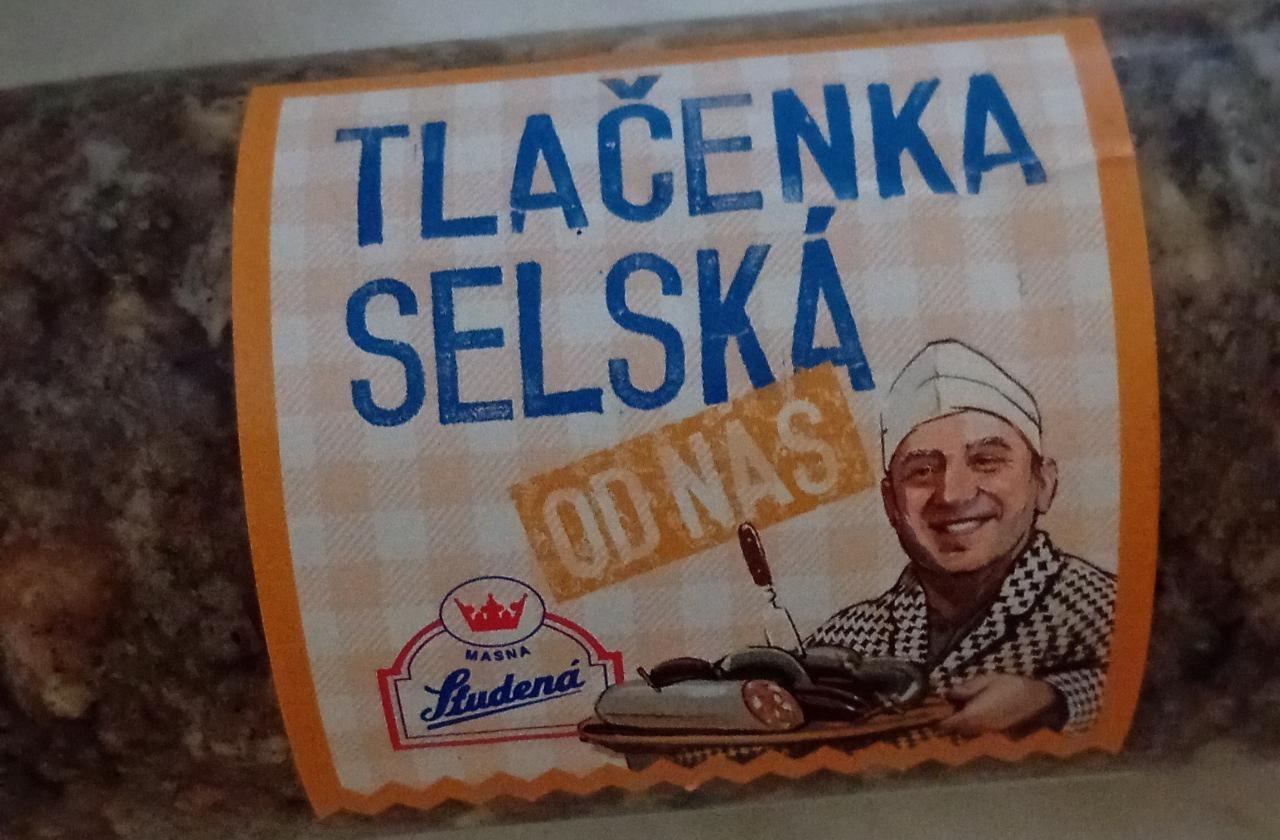 TLAČENKA
SELSKÁ
OD NÁS
MASNA
Studená